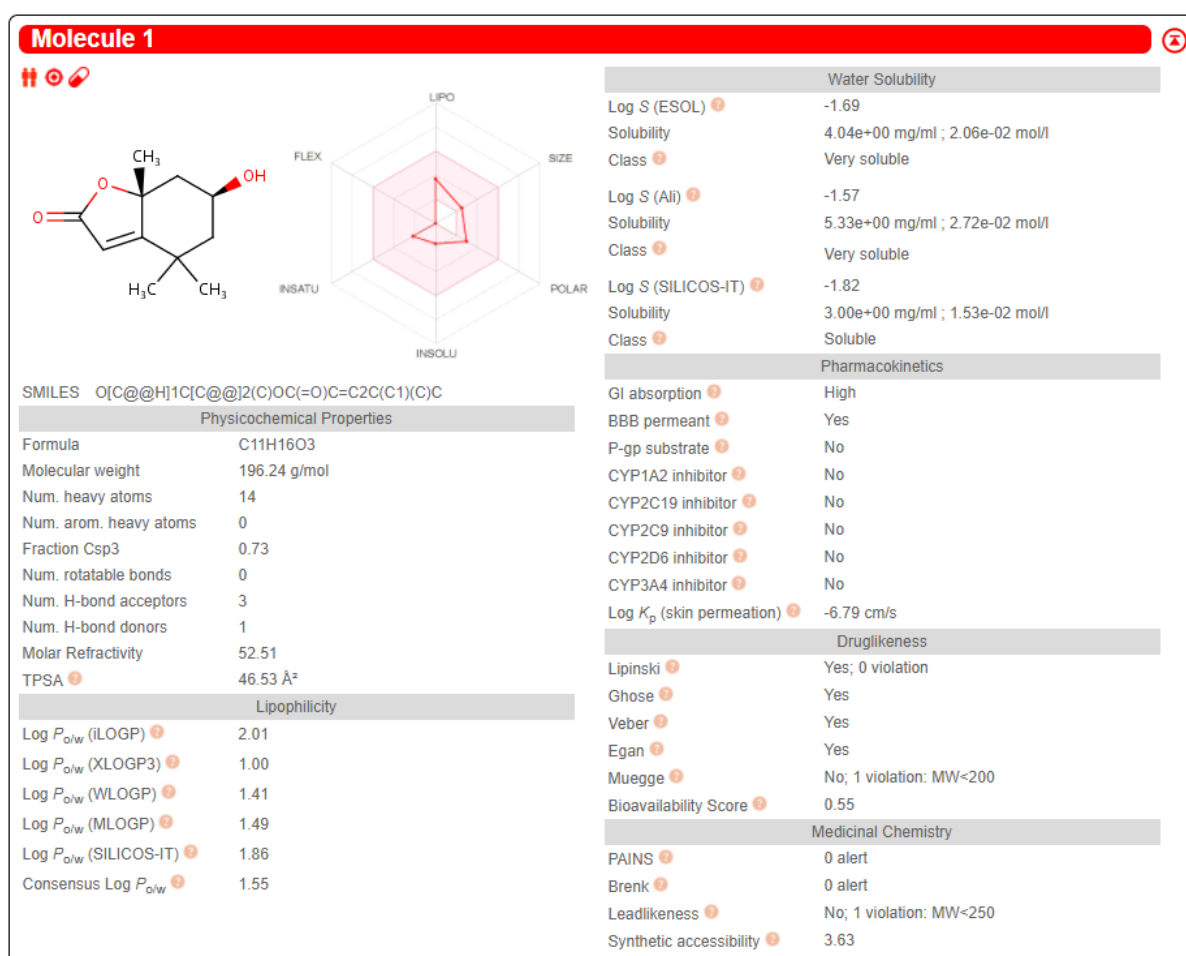 Molecule 1
LIPO
FLEX
SIZE
INSATU
POLAR
INSOLU
CH3
O
OH
O
H3C
CH3
SMILES O[C@@H]1C[C@@]2(C)OC(=O)C=C2C(C1)(C)C
Physicochemical Properties
Formula C11H16O3
Molecular weight 196.24 g/mol
Num. heavy atoms 14
Num. arom. heavy atoms 0
Fraction Csp3 0.73
Num. rotatable bonds 0
Num. H-bond acceptors 3
Num. H-bond donors 1
Molar Refractivity 52.51
TPSA ? 46.53 Å²
Lipophilicity
Log Po/w (iLOGP) ? 2.01
Log Po/w (XLOGP3) ? 1.00
Log Po/w (WLOGP) ? 1.41
Log Po/w (MLOGP) ? 1.49
Log Po/w (SILICOS-IT) ? 1.86
Consensus Log Po/w ? 1.55
Water Solubility
Log S (ESOL) ? -1.69
Solubility 4.04e+00 mg/ml ; 2.06e-02 mol/l
Class ? Very soluble
Log S (Ali) ? -1.57
Solubility 5.33e+00 mg/ml ; 2.72e-02 mol/l
Class ? Very soluble
Log S (SILICOS-IT) ? -1.82
Solubility 3.00e+00 mg/ml ; 1.53e-02 mol/l
Class ? Soluble
Pharmacokinetics
GI absorption ? High
BBB permeant ? Yes
P-gp substrate ? No
CYP1A2 inhibitor ? No
CYP2C19 inhibitor ? No
CYP2C9 inhibitor ? No
CYP2D6 inhibitor ? No
CYP3A4 inhibitor ? No
Log Kp (skin permeation) ? -6.79 cm/s
Druglikeness
Lipinski ? Yes; 0 violation
Ghose ? Yes
Veber ? Yes
Egan ? Yes
Muegge ? No; 1 violation: MW<200
Bioavailability Score ? 0.55
Medicinal Chemistry
PAINS ? 0 alert
Brenk ? 0 alert
Leadlikeness ? No; 1 violation: MW<250
Synthetic accessibility ? 3.63